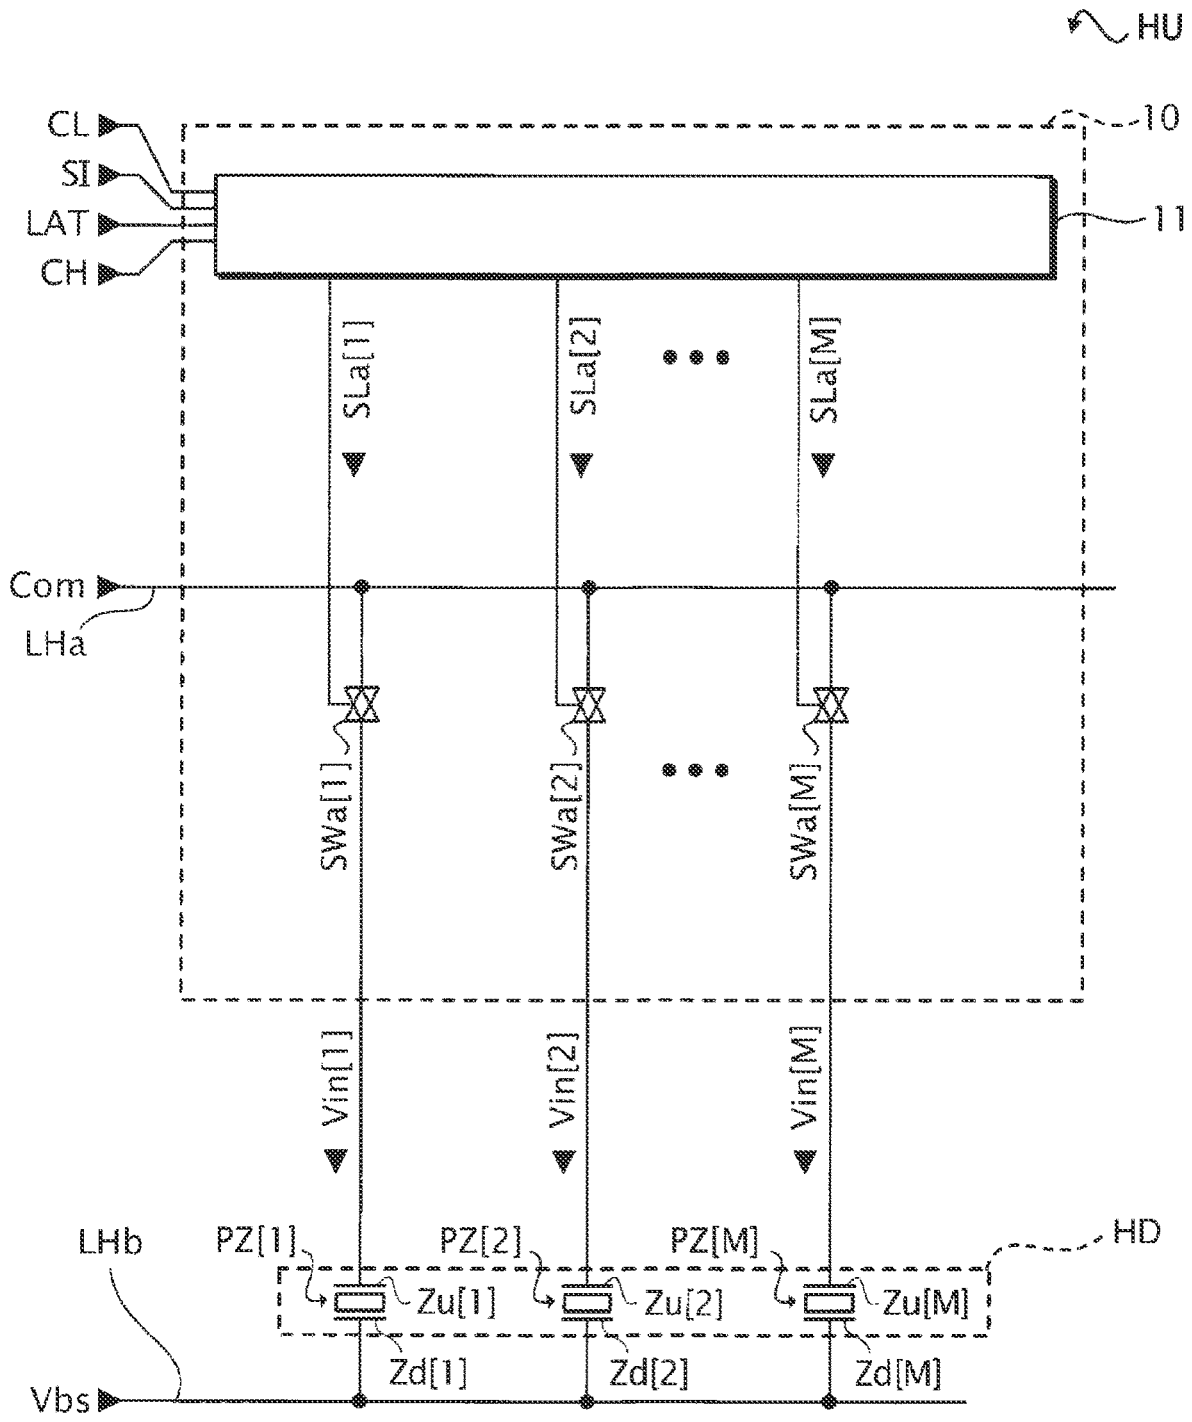 HU
10
CL
SI
LAT
CH
11
SLa[1]
SLa[2]
SLa[M]
Com
LHa
SWa[1]
SWa[2]
SWa[M]
Vin[1]
Vin[2]
Vin[M]
LHb
PZ[1]
PZ[2]
PZ[M]
HD
Zu[1]
Zu[2]
Zu[M]
Zd[1]
Zd[2]
Zd[M]
Vbs